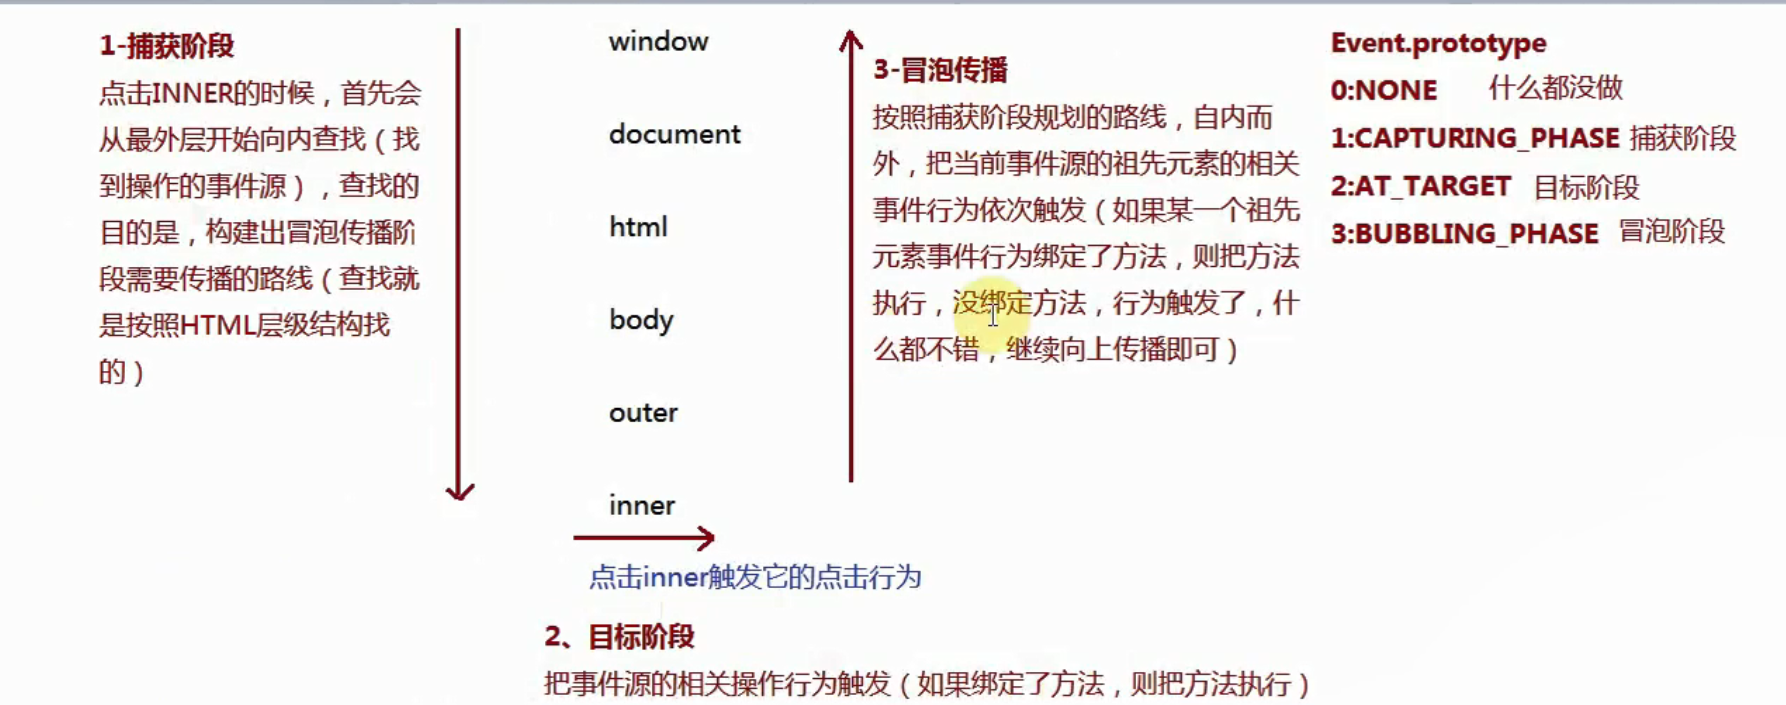 1-捕获阶段
点击INNER的时候，首先会
从最外层开始向内查找（找
到操作的事件源），查找的
目的是，构建出冒泡传播阶
段需要传播的路线（查找就
是按照HTML层级结构找
的）
window
document
html
body
outer
inner
点击inner触发它的点击行为
2、目标阶段
把事件源的相关操作行为触发（如果绑定了方法，则把方法执行）
3-冒泡传播
按照捕获阶段规划的路线，自内而
外，把当前事件源的祖先元素的相关
事件行为依次触发（如果某一个祖先
元素事件行为绑定了方法，则把方法
执行，没绑定方法，行为触发了，什
么都不错，继续向上传播即可）
Event.prototype
0:NONE 什么都没做
1:CAPTURING_PHASE 捕获阶段
2:AT_TARGET 目标阶段
3:BUBBLING_PHASE 冒泡阶段